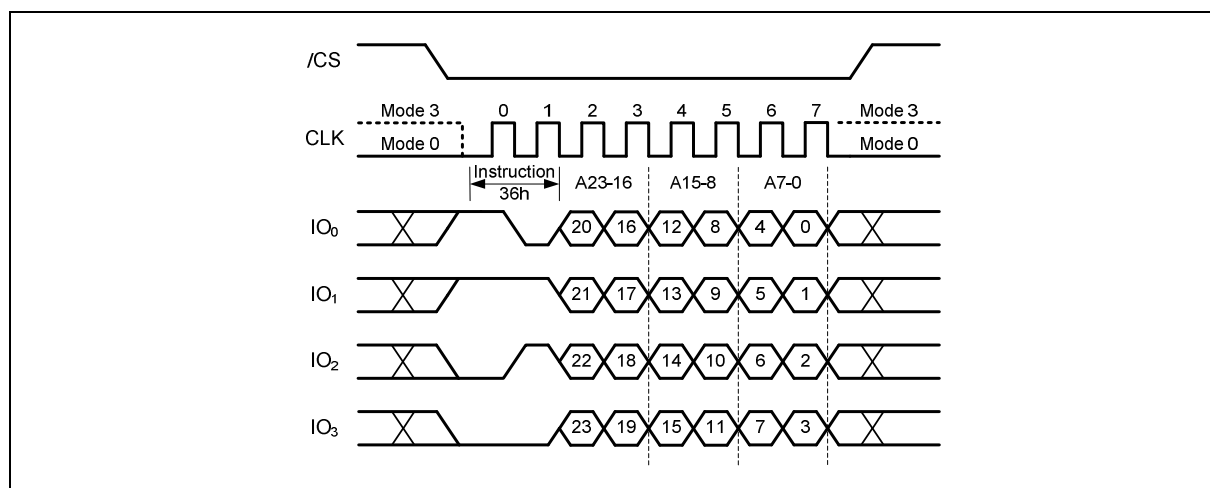 /CS
Mode 3 0 1 2 3 4 5 6 7 Mode 3
CLK Mode 0 Mode 0
Instruction
36h A23-16 A15-8 A7-0
IO₀ 20 16 12 8 4 0
IO₁ 21 17 13 9 5 1
IO₂ 22 18 14 10 6 2
IO₃ 23 19 15 11 7 3